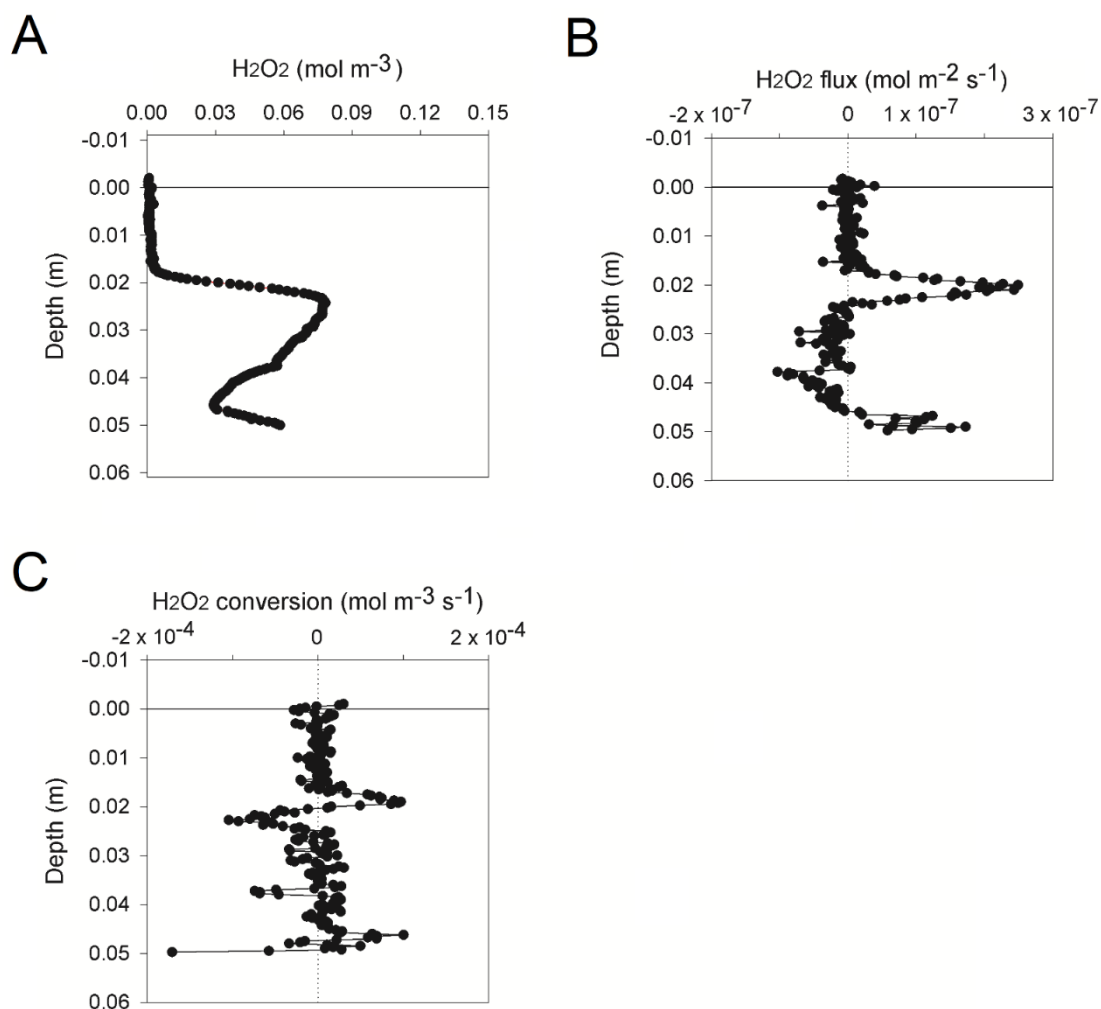 A
H2O2 (mol m-3)
0.00 0.03 0.06 0.09 0.12 0.15
-0.01
0.00
0.01
0.02
0.03
0.04
0.05
0.06
Depth (m)
B
H2O2 flux (mol m-2 s-1)
-2 x 10-7 0 1 x 10-7 3 x 10-7
-0.01
0.00
0.01
0.02
0.03
0.04
0.05
0.06
Depth (m)
C
H2O2 conversion (mol m-3 s-1)
-2 x 10-4 0 2 x 10-4
-0.01
0.00
0.01
0.02
0.03
0.04
0.05
0.06
Depth (m)